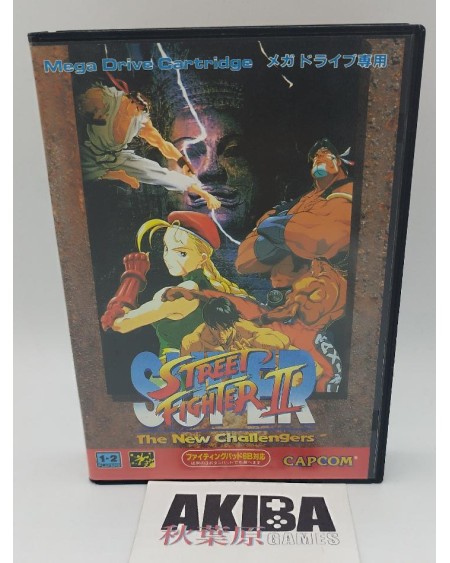 Mega Drive Cartridge メガドライブ専用
SUPER
STREET
FIGHTER II
The New Challengers
1-2
ファイティングパッド6B対応
CAPCOM
AKIBA
秋葉原 GAMES